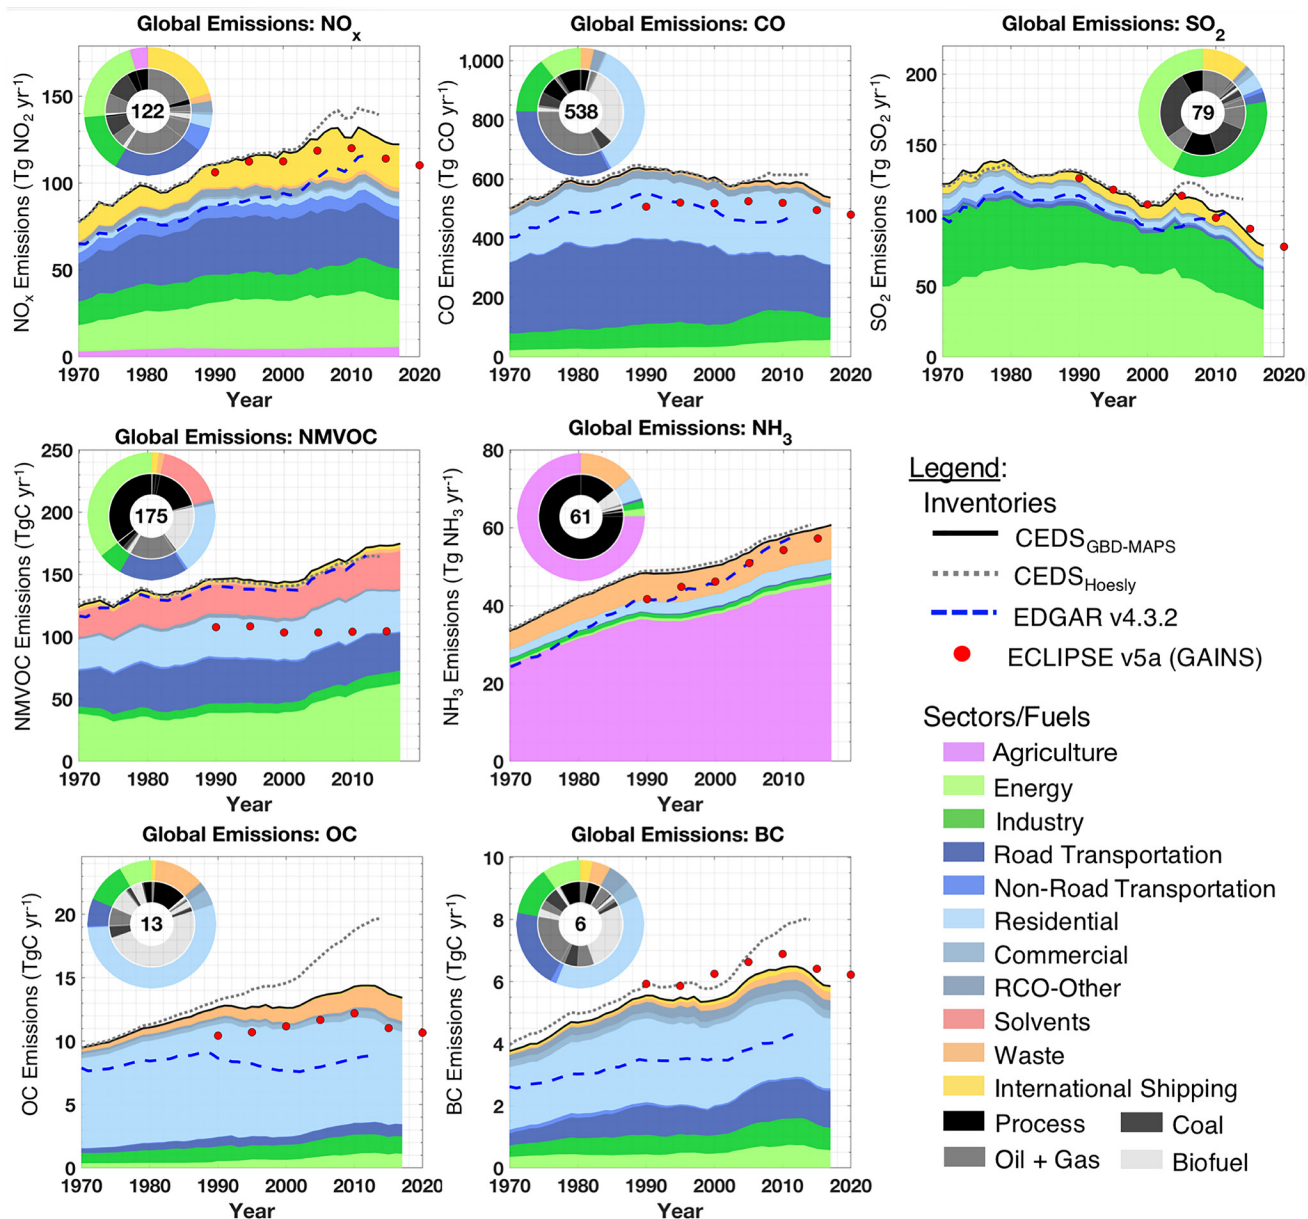 Global Emissions: NOx
NOx Emissions (Tg NO2 yr-1)
150
100
50
0
122
1970 1980 1990 2000 2010 2020
Year
Global Emissions: CO
CO Emissions (Tg CO yr-1)
1,000
800
600
400
200
0
538
1970 1980 1990 2000 2010 2020
Year
Global Emissions: SO2
SO2 Emissions (Tg SO2 yr-1)
200
150
100
50
0
79
1970 1980 1990 2000 2010 2020
Year
Global Emissions: NMVOC
NMVOC Emissions (TgC yr-1)
250
200
150
100
50
0
175
1970 1980 1990 2000 2010 2020
Year
Global Emissions: NH3
NH3 Emissions (Tg NH3 yr-1)
80
60
40
20
0
61
1970 1980 1990 2000 2010 2020
Year
Global Emissions: OC
OC Emissions (TgC yr-1)
20
15
10
5
0
13
1970 1980 1990 2000 2010 2020
Year
Global Emissions: BC
BC Emissions (TgC yr-1)
10
8
6
4
2
0
6
1970 1980 1990 2000 2010 2020
Year
Legend:
Inventories
CEDSGBD-MAPS
CEDSHoesly
EDGAR v4.3.2
ECLIPSE v5a (GAINS)
Sectors/Fuels
Agriculture
Energy
Industry
Road Transportation
Non-Road Transportation
Residential
Commercial
RCO-Other
Solvents
Waste
International Shipping
Process Coal
Oil + Gas Biofuel